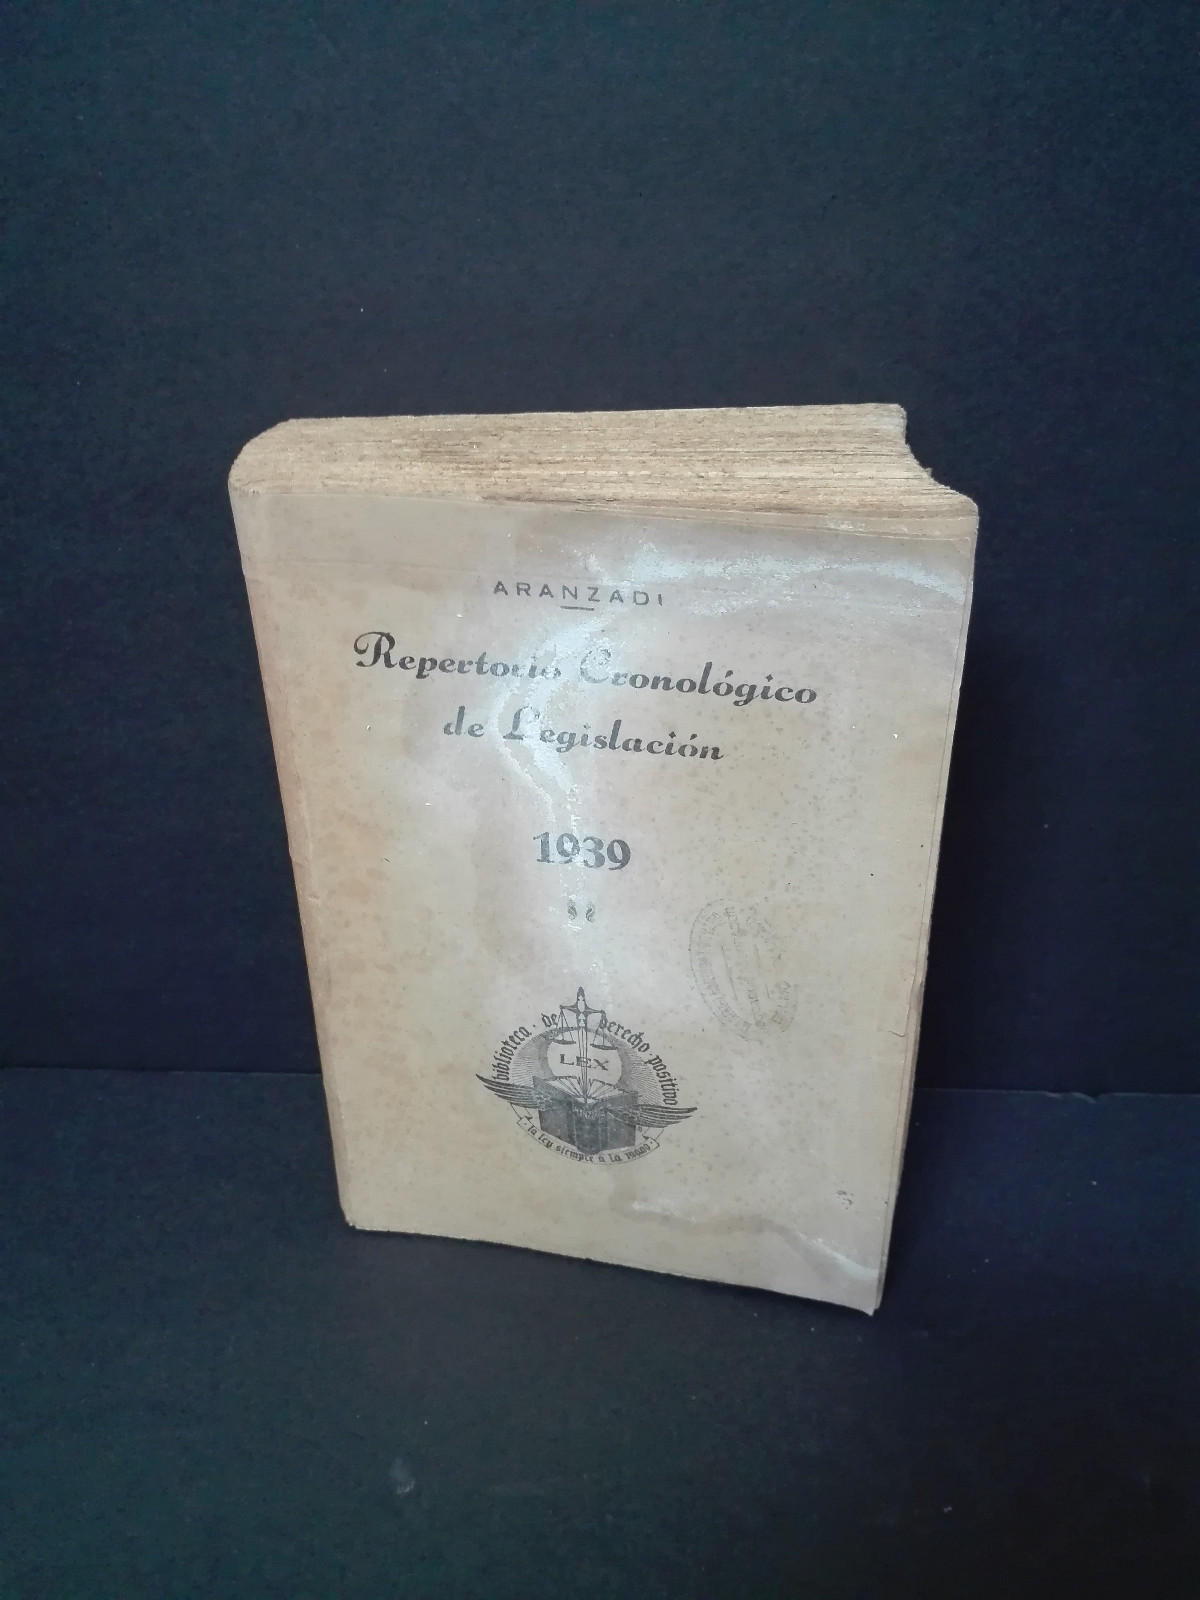 ARANZADI
Repertorio Cronológico
de Legislación
1939
biblioteca · de derecho · positivo
LEX
la ley siempre a la mano